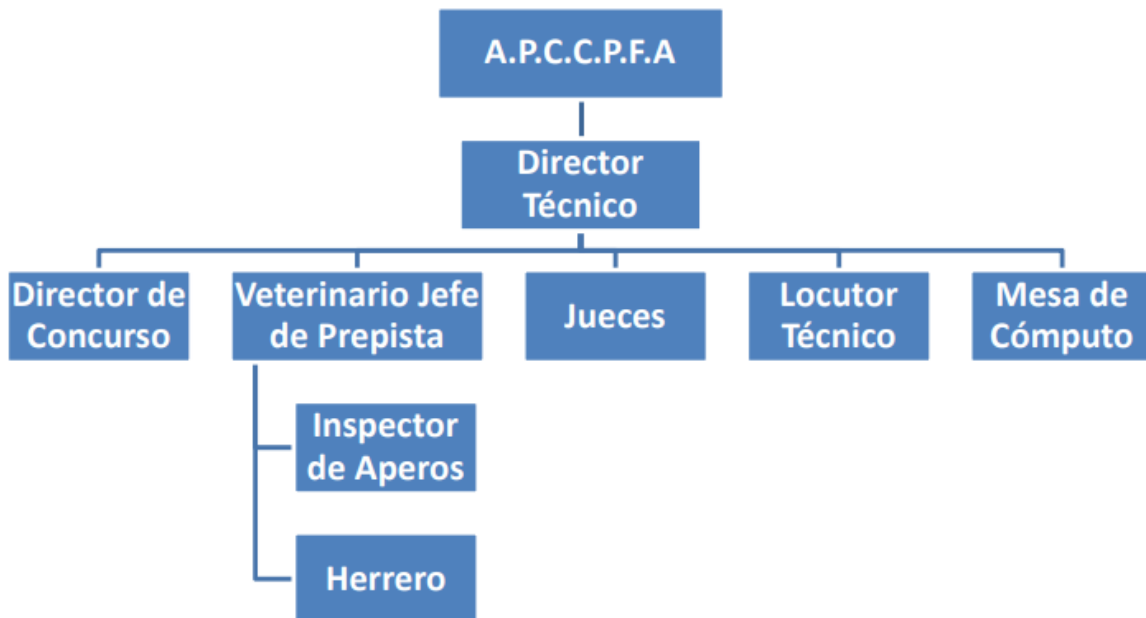 A.P.C.C.P.F.A
Director
Técnico
Director de
Concurso
Veterinario Jefe
de Prepista
Jueces
Locutor
Técnico
Mesa de
Cómputo
Inspector
de Aperos
Herrero